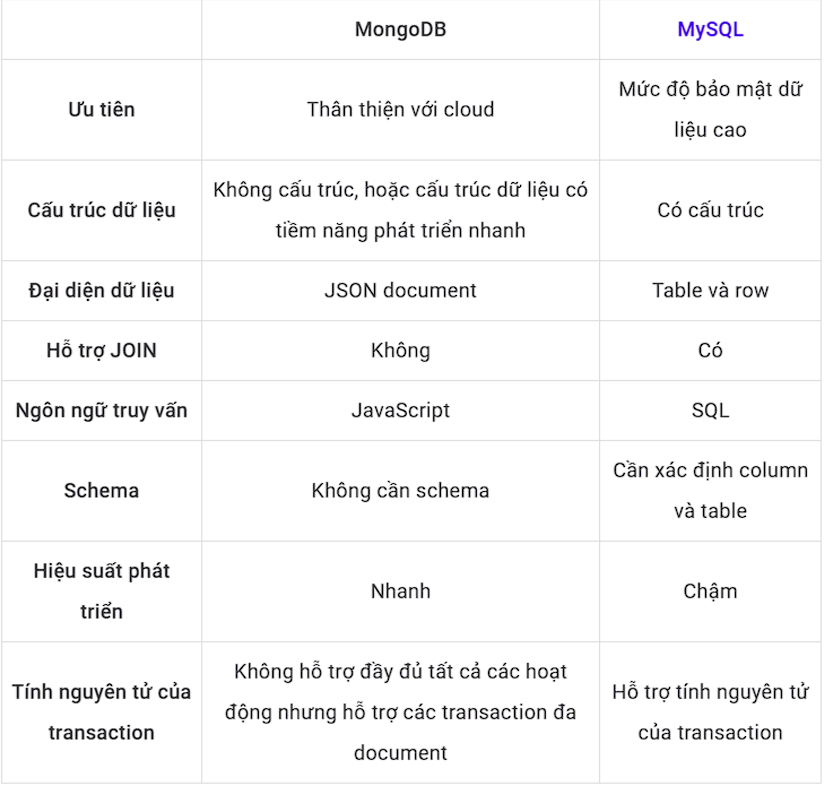 MongoDB MySQL
Ưu tiên Thân thiện với cloud Mức độ bảo mật dữ
liệu cao
Cấu trúc dữ liệu Không cấu trúc, hoặc cấu trúc dữ liệu có
tiềm năng phát triển nhanh Có cấu trúc
Đại diện dữ liệu JSON document Table và row
Hỗ trợ JOIN Không Có
Ngôn ngữ truy vấn JavaScript SQL
Schema Không cần schema Cần xác định column
và table
Hiệu suất phát
triển Nhanh Chậm
Tính nguyên tử của
transaction Không hỗ trợ đầy đủ tất cả các hoạt
động nhưng hỗ trợ các transaction đa
document Hỗ trợ tính nguyên tử
của transaction